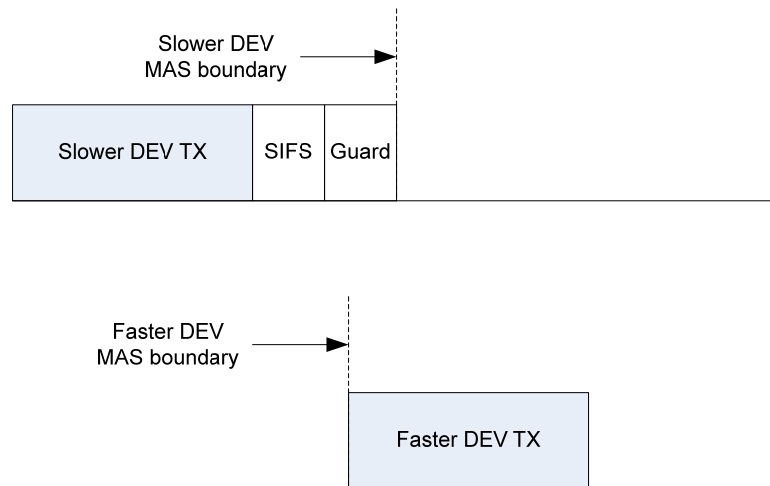 Slower DEV
MAS boundary
Slower DEV TX
SIFS
Guard
Faster DEV
MAS boundary
Faster DEV TX